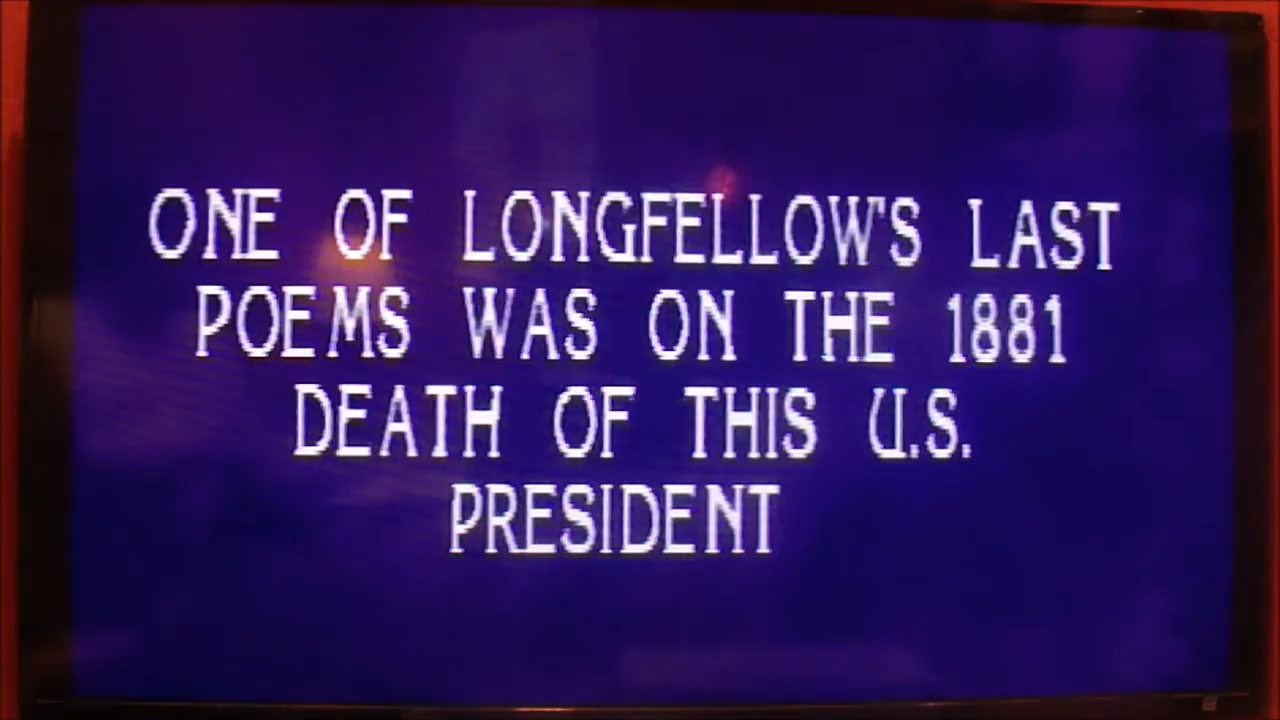 ONE OF LONGFELLOW'S LAST
POEMS WAS ON THE 1881
DEATH OF THIS U.S.
PRESIDENT